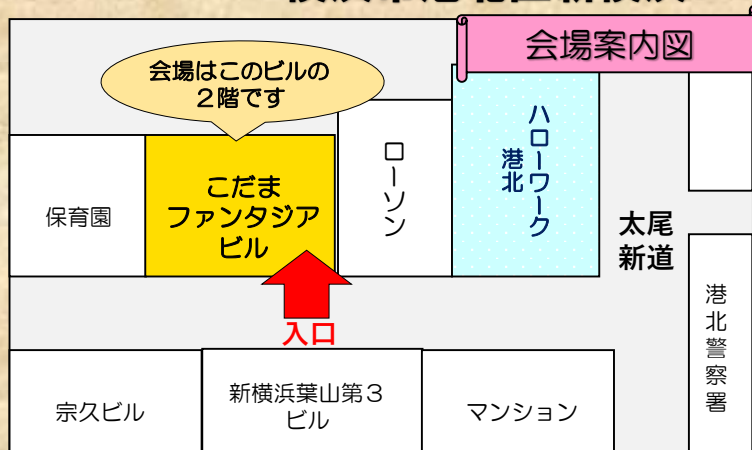 会場案内図
会場はこのビルの
２階です
保育園
こだま
ファンタジア
ビル
ローソン
ハローワーク
港北
太尾
新道
入口
港北警察署
宗久ビル
新横浜葉山第３
ビル
マンション